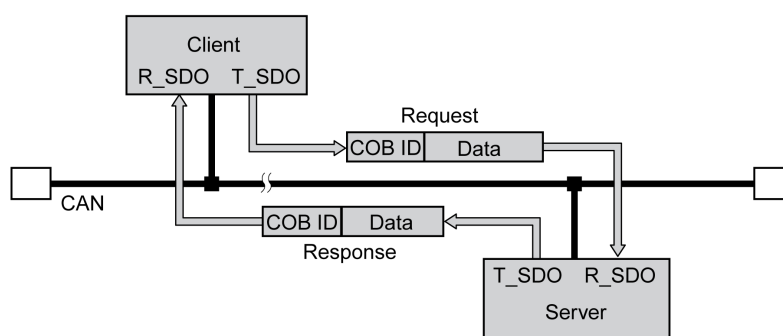 Client
R_SDO T_SDO
Request
COB ID Data
CAN
COB ID Data
Response
T_SDO R_SDO
Server